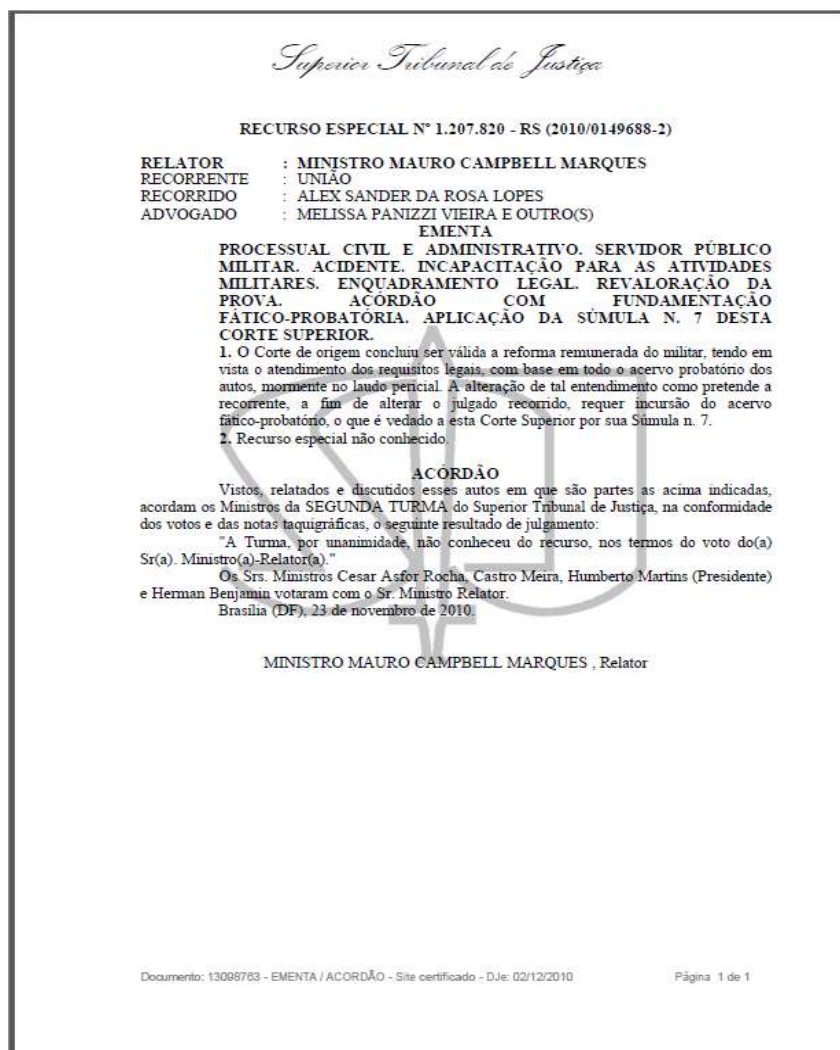 Superior Tribunal de Justiça
RECURSO ESPECIAL Nº 1.207.820 - RS (2010/0149688-2)
RELATOR : MINISTRO MAURO CAMPBELL MARQUES
RECORRENTE : UNIÃO
RECORRIDO : ALEX SANDER DA ROSA LOPES
ADVOGADO : MELISSA PANIZZI VIEIRA E OUTRO(S)
EMENTA
PROCESSUAL CIVIL E ADMINISTRATIVO. SERVIDOR PÚBLICO
MILITAR. ACIDENTE. INCAPACITAÇÃO PARA AS ATIVIDADES
MILITARES. ENQUADRAMENTO LEGAL. REVALORAÇÃO DA
PROVA. ACÓRDÃO COM FUNDAMENTAÇÃO
FÁTICO-PROBATÓRIA. APLICAÇÃO DA SÚMULA N. 7 DESTA
CORTE SUPERIOR.
1. O Corte de origem concluiu ser válida a reforma remunerada do militar, tendo em
vista o atendimento dos requisitos legais, com base em todo o acervo probatório dos
autos, mormente no laudo pericial. A alteração de tal entendimento como pretende a
recorrente, a fim de alterar o julgado recorrido, requer incursão do acervo
fático-probatório, o que é vedado a esta Corte Superior por sua Súmula n. 7.
2. Recurso especial não conhecido.
ACÓRDÃO
Vistos, relatados e discutidos esses autos em que são partes as acima indicadas,
acordam os Ministros da SEGUNDA TURMA do Superior Tribunal de Justiça, na conformidade
dos votos e das notas taquigráficas, o seguinte resultado de julgamento:
"A Turma, por unanimidade, não conheceu do recurso, nos termos do voto do(a)
Sr(a). Ministro(a)-Relator(a)."
Os Srs. Ministros Cesar Asfor Rocha, Castro Meira, Humberto Martins (Presidente)
e Herman Benjamin votaram com o Sr. Ministro Relator.
Brasília (DF), 23 de novembro de 2010.
MINISTRO MAURO CAMPBELL MARQUES , Relator
Documento: 13098763 - EMENTA / ACORDÃO - Site certificado - DJe: 02/12/2010 Página 1 de 1